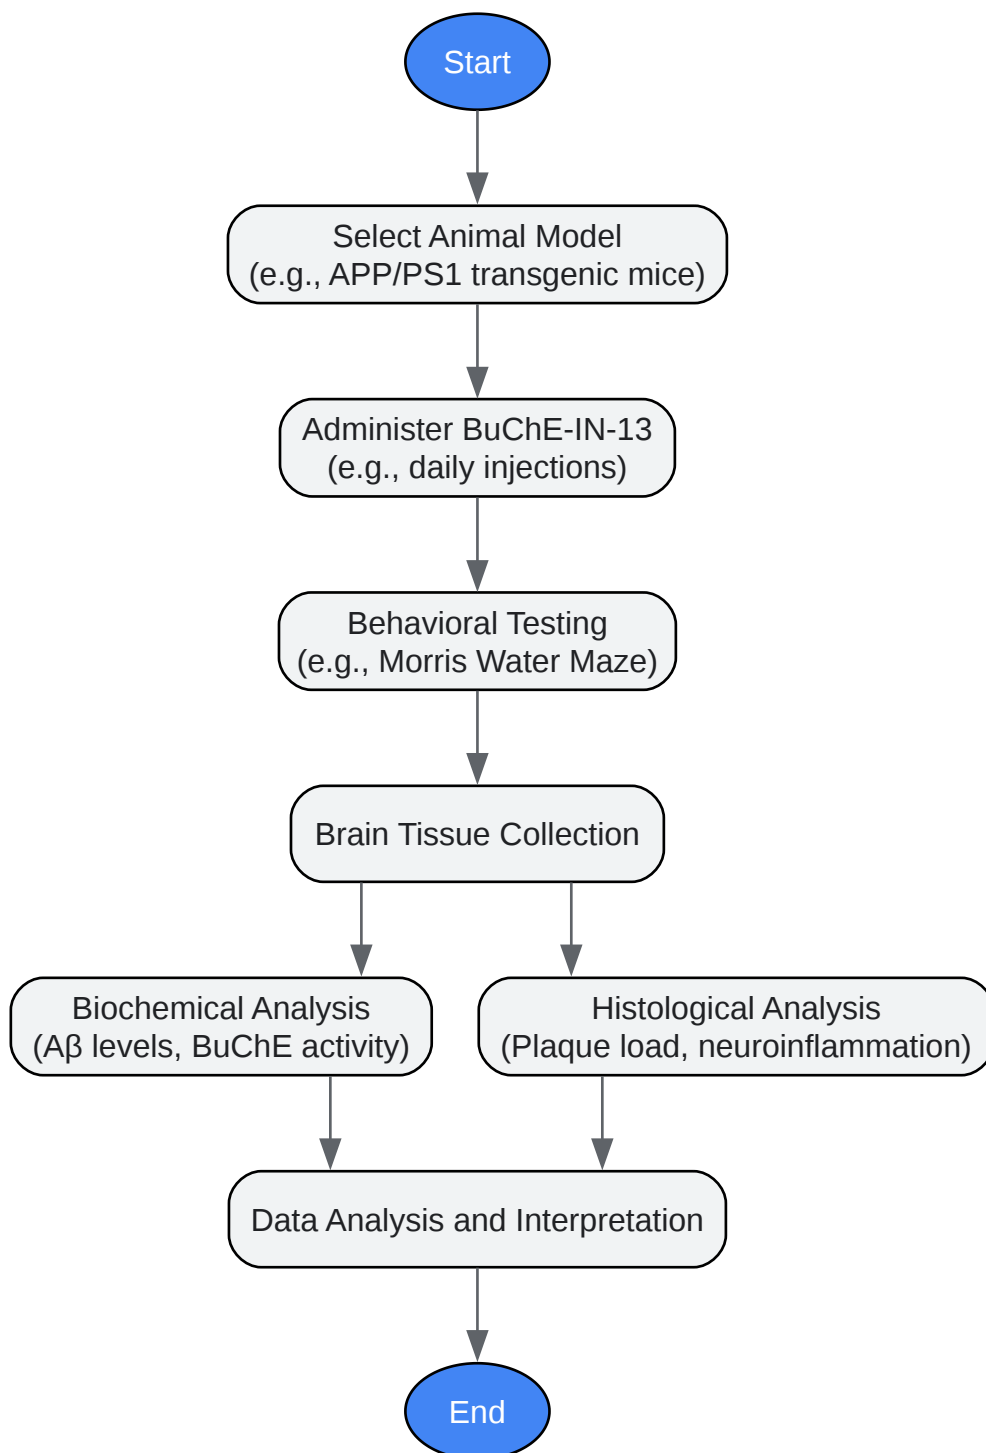 Start
Select Animal Model
(e.g., APP/PS1 transgenic mice)
Administer BuChE-IN-13
(e.g., daily injections)
Behavioral Testing
(e.g., Morris Water Maze)
Brain Tissue Collection
Biochemical Analysis
(Aβ levels, BuChE activity)
Histological Analysis
(Plaque load, neuroinflammation)
Data Analysis and Interpretation
End